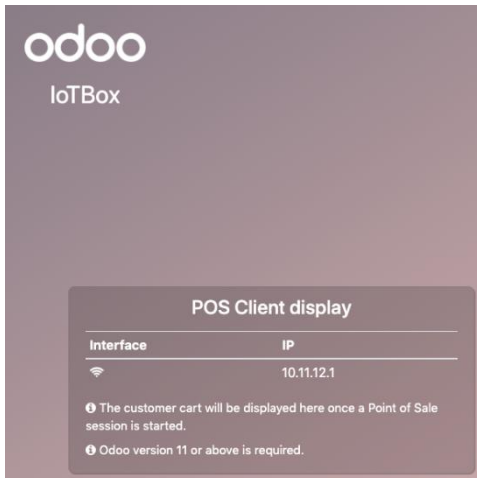 odoo
IoTBox
POS Client display
Interface IP
10.11.12.1
The customer cart will be displayed here once a Point of Sale
session is started.
Odoo version 11 or above is required.